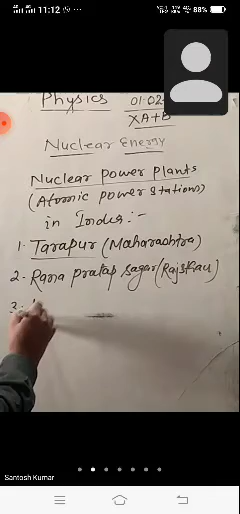 11:12
88%
Physics 01.02
XA+B
Nuclear Energy
Nuclear power Plants
(Atomic power stations)
in India:-
1. Tarapur (Maharashtra)
2. Rana pratap sagar (Rajsthan)
3.
Santosh Kumar